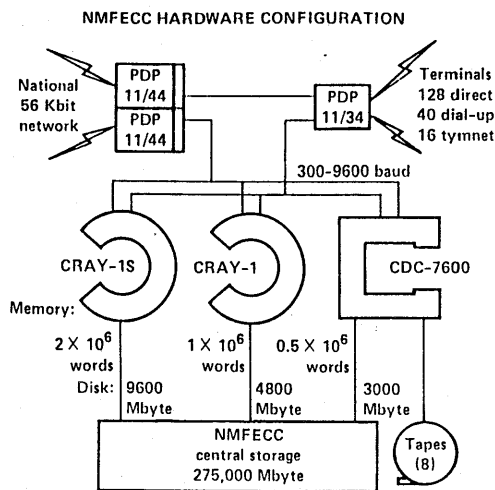 NMFECC HARDWARE CONFIGURATION
National
56 Kbit
network
PDP
11/44
PDP
11/44
PDP
11/34
Terminals
128 direct
40 dial-up
16 tymnet
300-9600 baud
CRAY-1S
CRAY-1
CDC-7600
Memory:
2 X 10⁶
words
1 X 10⁶
words
0.5 X 10⁶
words
Disk: 9600
Mbyte
4800
Mbyte
3000
Mbyte
NMFECC
central storage
275,000 Mbyte
Tapes
(8)